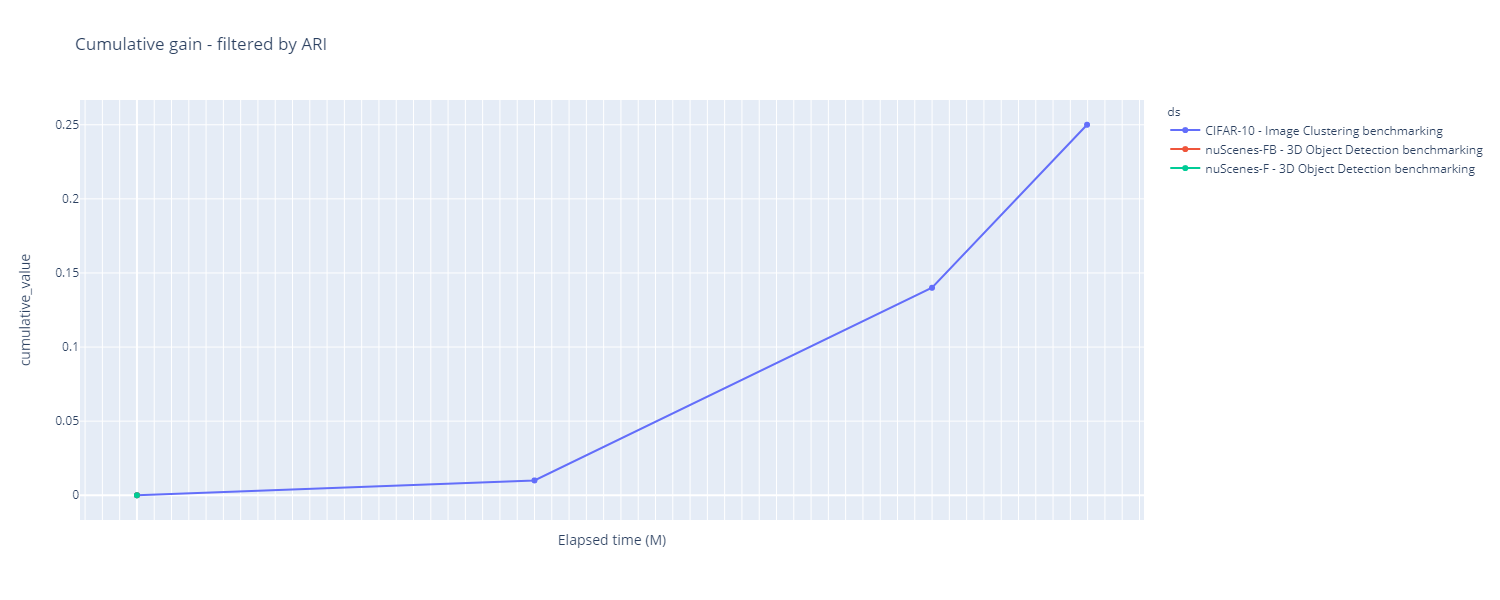 Cumulative gain - filtered by ARI
ds
CIFAR-10 - Image Clustering benchmarking
nuScenes-FB - 3D Object Detection benchmarking
nuScenes-F - 3D Object Detection benchmarking
0.25
0.2
0.15
0.1
0.05
0
cumulative_value
Elapsed time (M)